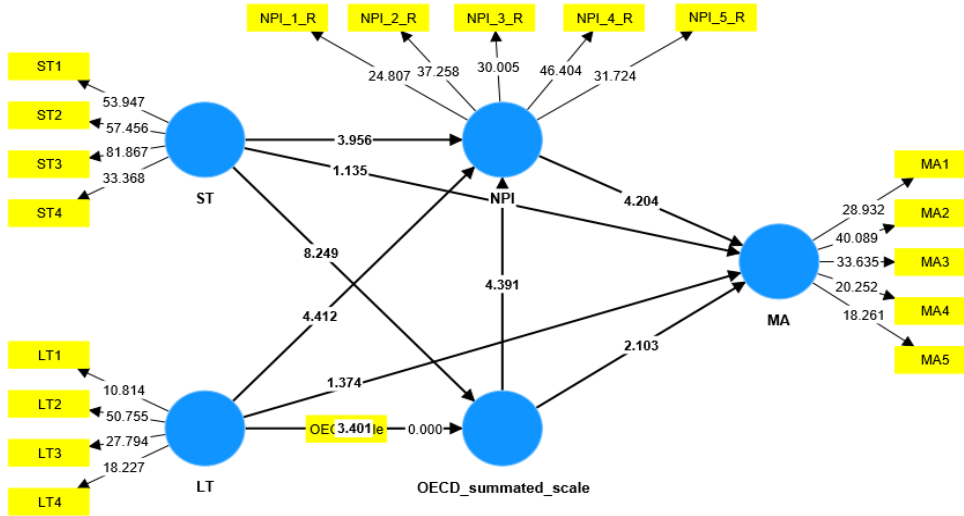 NPI_1_R
NPI_2_R
NPI_3_R
NPI_4_R
NPI_5_R
24.807
37.258
30.005
46.404
31.724
ST1
ST2
ST3
ST4
53.947
57.456
81.867
33.368
ST
3.956
1.135
NPI
4.204
8.249
4.391
4.412
MA1
MA2
MA3
MA4
MA5
28.932
40.089
33.635
20.252
18.261
MA
2.103
1.374
LT1
LT2
LT3
LT4
10.814
50.755
27.794
18.227
LT
3.401
0.000
OECD_summated_scale